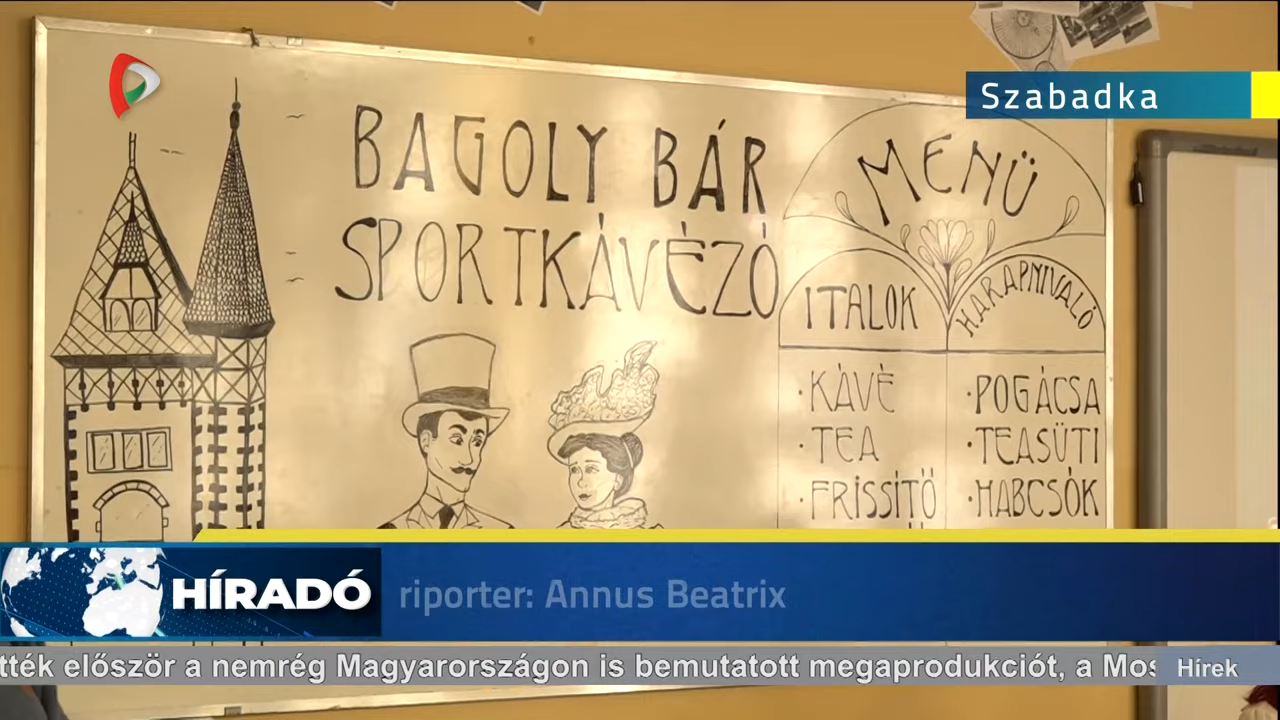 Szabadka
BAGOLY BÁR
SPORTKÁVÉZÓ
MENÜ
ITALOK
HARAPNIVALÓ
· KÁVÉ
· TEA
· FRISSÍTŐ
· POGÁCSA
· TEASÜTI
· HABCSÓK
HÍRADÓ
riporter: Annus Beatrix
tték először a nemrég Magyarországon is bemutatott megaprodukciót, a Mos
Hírek